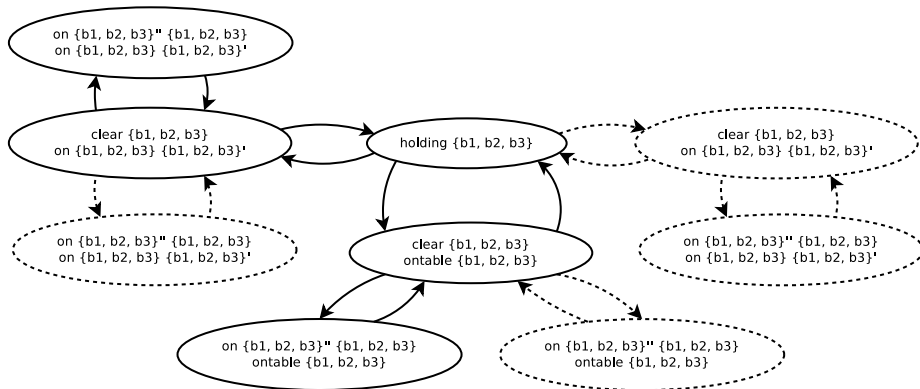 on {b1, b2, b3}" {b1, b2, b3}
on {b1, b2, b3} {b1, b2, b3}'
clear {b1, b2, b3}
on {b1, b2, b3} {b1, b2, b3}'
holding {b1, b2, b3}
clear {b1, b2, b3}
on {b1, b2, b3} {b1, b2, b3}'
on {b1, b2, b3}" {b1, b2, b3}
on {b1, b2, b3} {b1, b2, b3}'
clear {b1, b2, b3}
ontable {b1, b2, b3}
on {b1, b2, b3}" {b1, b2, b3}
on {b1, b2, b3} {b1, b2, b3}'
on {b1, b2, b3}" {b1, b2, b3}
ontable {b1, b2, b3}
on {b1, b2, b3}" {b1, b2, b3}
ontable {b1, b2, b3}